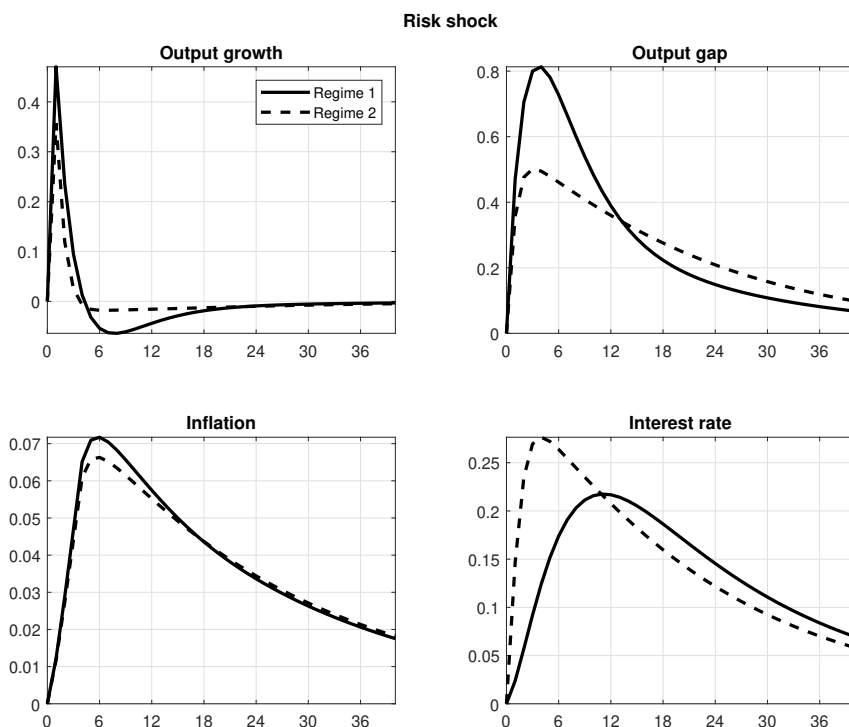 Risk shock
Output growth
Output gap
Regime 1
Regime 2
0.4
0.3
0.2
0.1
0
0 6 12 18 24 30 36
0.8
0.6
0.4
0.2
0
0 6 12 18 24 30 36
Inflation
Interest rate
0.07
0.06
0.05
0.04
0.03
0.02
0.01
0
0 6 12 18 24 30 36
0.25
0.2
0.15
0.1
0.05
0
0 6 12 18 24 30 36